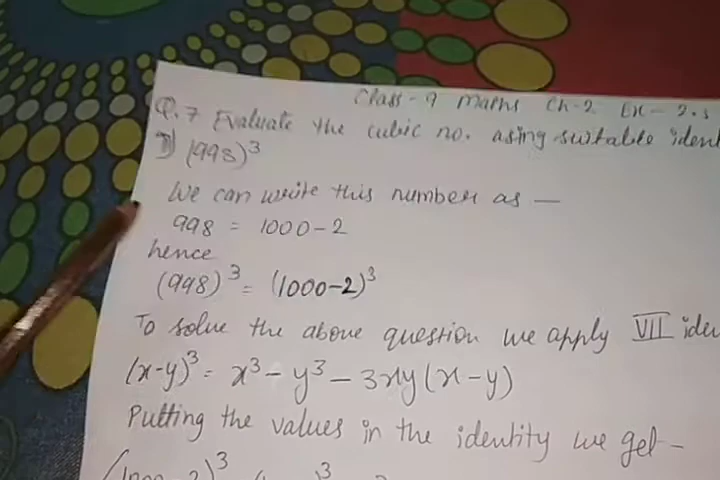 Class - 9 Maths Ch-2 Ex- 2.5
Q.7 Evaluate the cubic no. using suitable ident
(998)³
We can write this number as —
998 = 1000-2
hence
(998)³ = (1000-2)³
To solve the above question we apply VII iden
(x-y)³ = x³ - y³ - 3xy(x-y)
Putting the values in the identity we get -